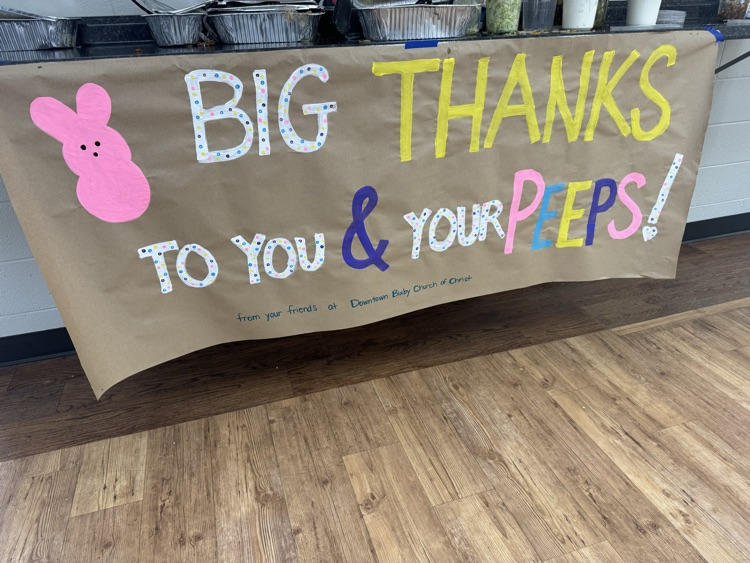 BIG THANKS
TO YOU & YOUR PEEPS!
from your friends at Downtown Bixby Church of Christ